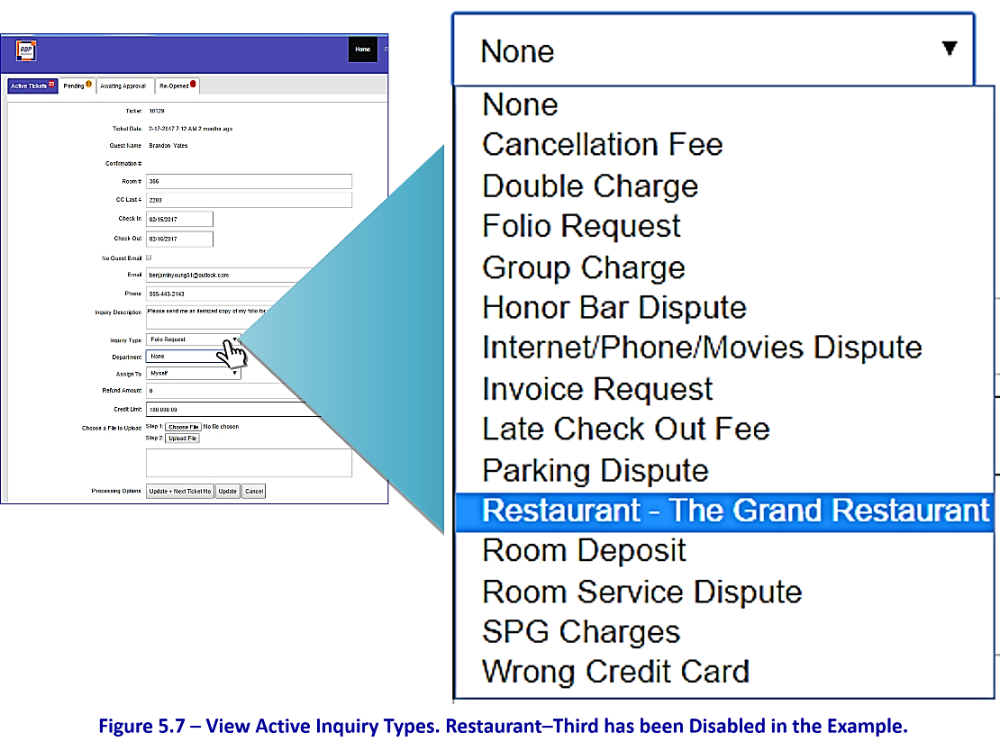 RBP
Home
Active Tickets 23
Pending
Awaiting Approval
Re-Opened
Ticket 10129
Ticket Date 2-17-2017 7:12 AM 2 months ago
Guest Name Brandon Yates
Confirmation #
Room # 366
CC Last 4 2200
Check In 02/15/2017
Check Out 02/16/2017
No Guest Email
Email benjaminyoung51@outlook.com
Phone 555-443-2143
Inquiry Description Please send me an itemized copy of my folio for
Inquiry Type Folio Request
Department None
Assign To Myself
Refund Amount 0
Credit Limit 100,000.00
Choose a File to Upload Step 1: Choose File No file chosen
Step 2: Upload File
Processing Options Update + Next Ticket No Update Cancel
None
None
Cancellation Fee
Double Charge
Folio Request
Group Charge
Honor Bar Dispute
Internet/Phone/Movies Dispute
Invoice Request
Late Check Out Fee
Parking Dispute
Restaurant - The Grand Restaurant
Room Deposit
Room Service Dispute
SPG Charges
Wrong Credit Card
Figure 5.7 – View Active Inquiry Types. Restaurant–Third has been Disabled in the Example.